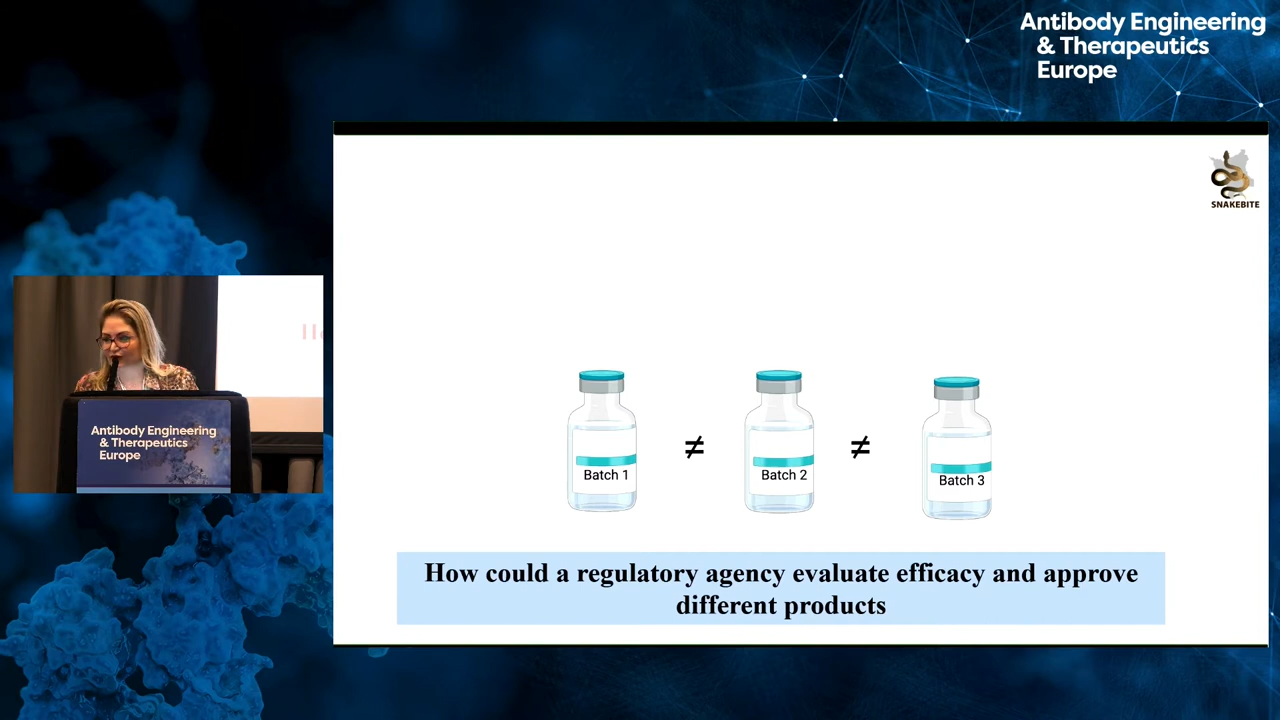 Antibody Engineering
& Therapeutics
Europe
SNAKEBITE
Antibody Engineering
& Therapeutics
Europe
Batch 1
≠
Batch 2
≠
Batch 3
How could a regulatory agency evaluate efficacy and approve
different products